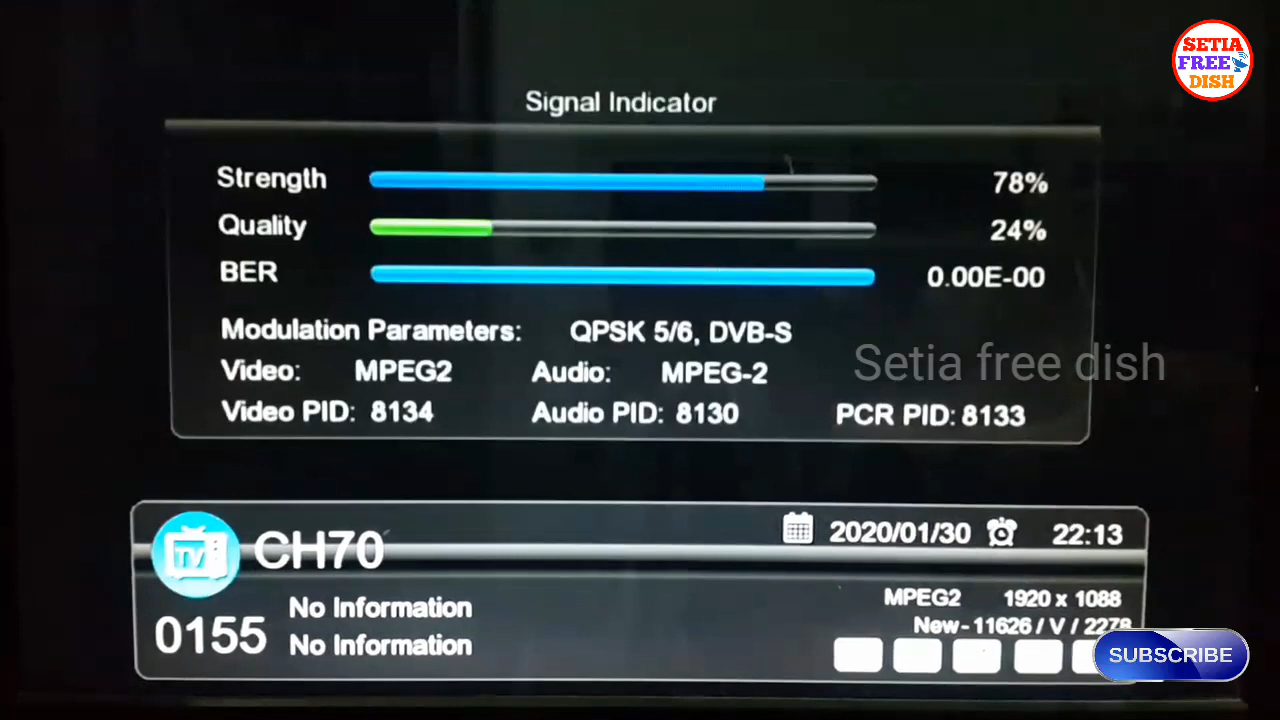 SETIA
FREE
DISH
Signal Indicator
Strength 78%
Quality 24%
BER 0.00E-00
Modulation Parameters: QPSK 5/6, DVB-S
Setia free dish
Video: MPEG2 Audio: MPEG-2
Video PID: 8134 Audio PID: 8130 PCR PID: 8133
TV CH70 2020/01/30 22:13
No Information MPEG2 1920 x 1088
0155 New - 11626 / V / 2278
No Information
SUBSCRIBE